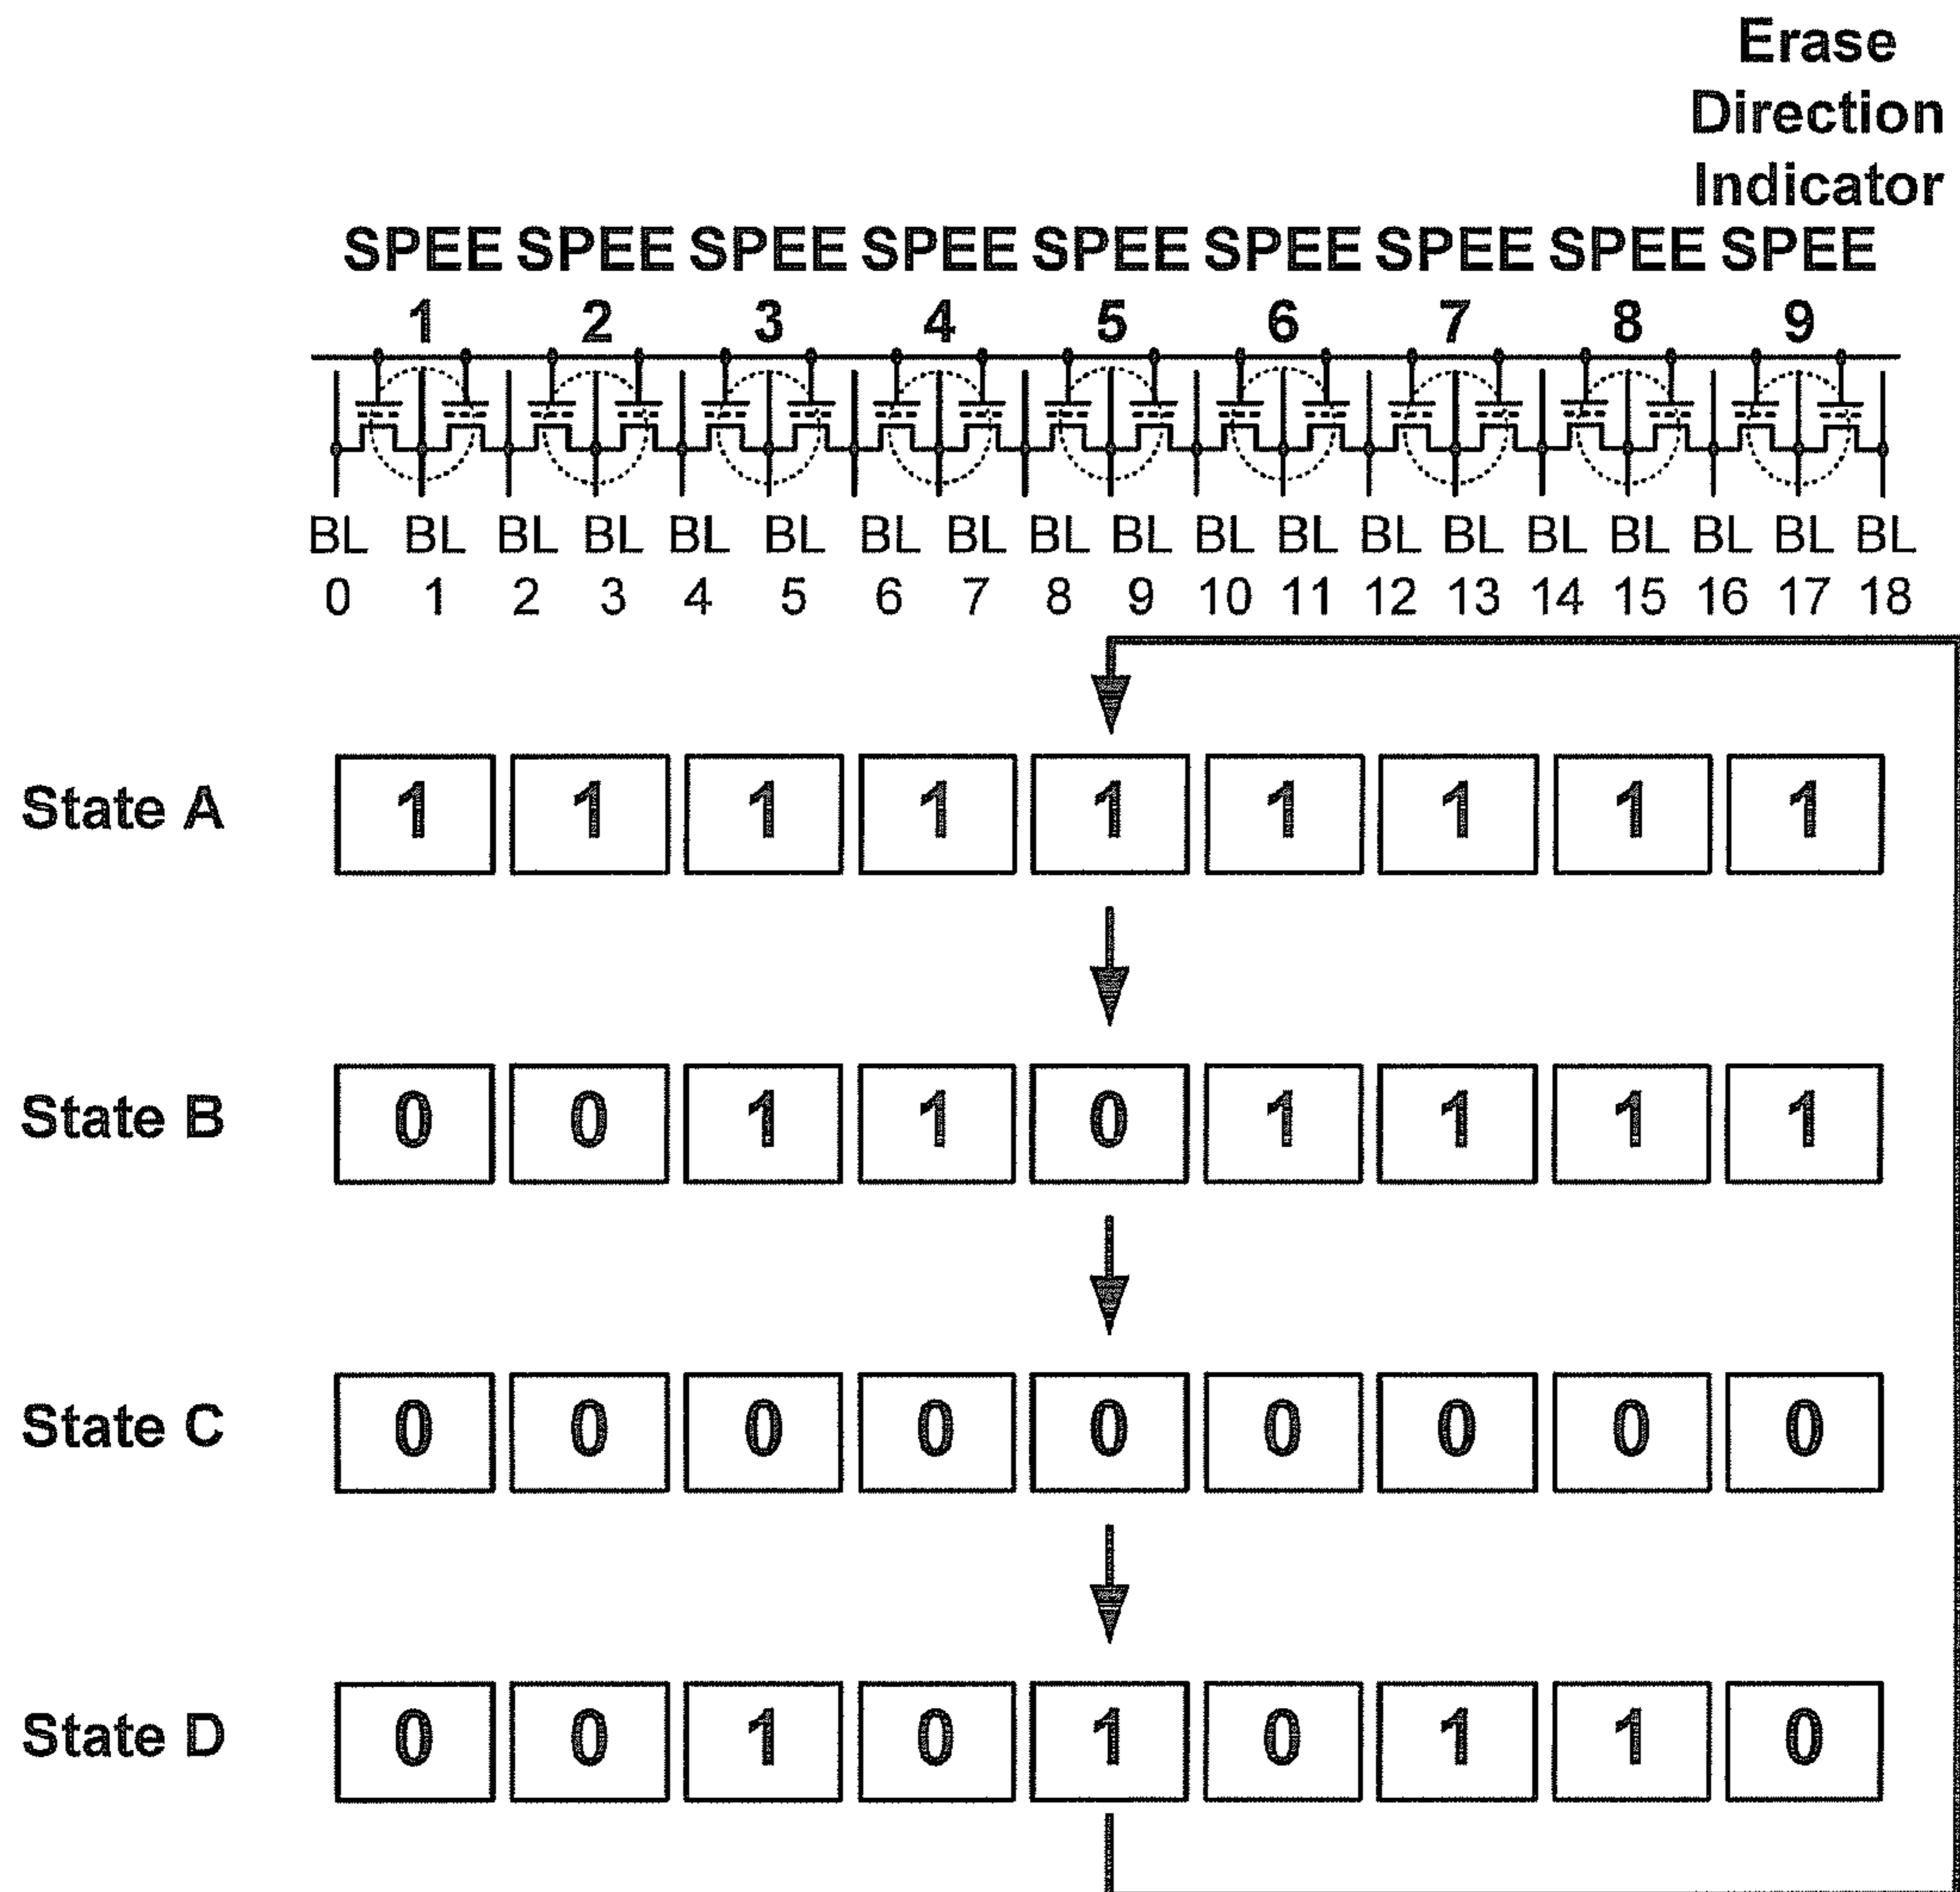 Erase
Direction
Indicator
SPEE SPEE SPEE SPEE SPEE SPEE SPEE SPEE SPEE
1 2 3 4 5 6 7 8 9
BL BL BL BL BL BL BL BL BL BL BL BL BL BL BL BL BL BL BL
0 1 2 3 4 5 6 7 8 9 10 11 12 13 14 15 16 17 18
State A 1 1 1 1 1 1 1 1 1
State B 0 0 1 1 0 1 1 1 1
State C 0 0 0 0 0 0 0 0 0
State D 0 0 1 0 1 0 1 1 0